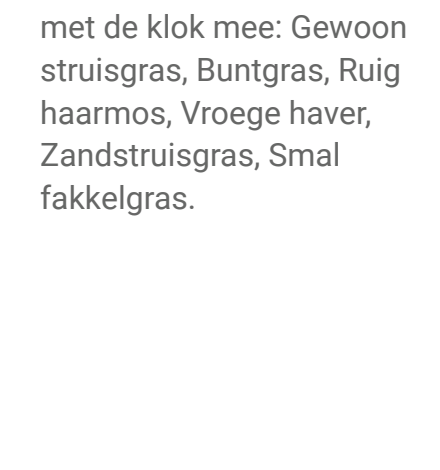 met de klok mee: Gewoon
struisgras, Buntgras, Ruig
haarmos, Vroege haver,
Zandstruisgras, Smal
fakkelgras.